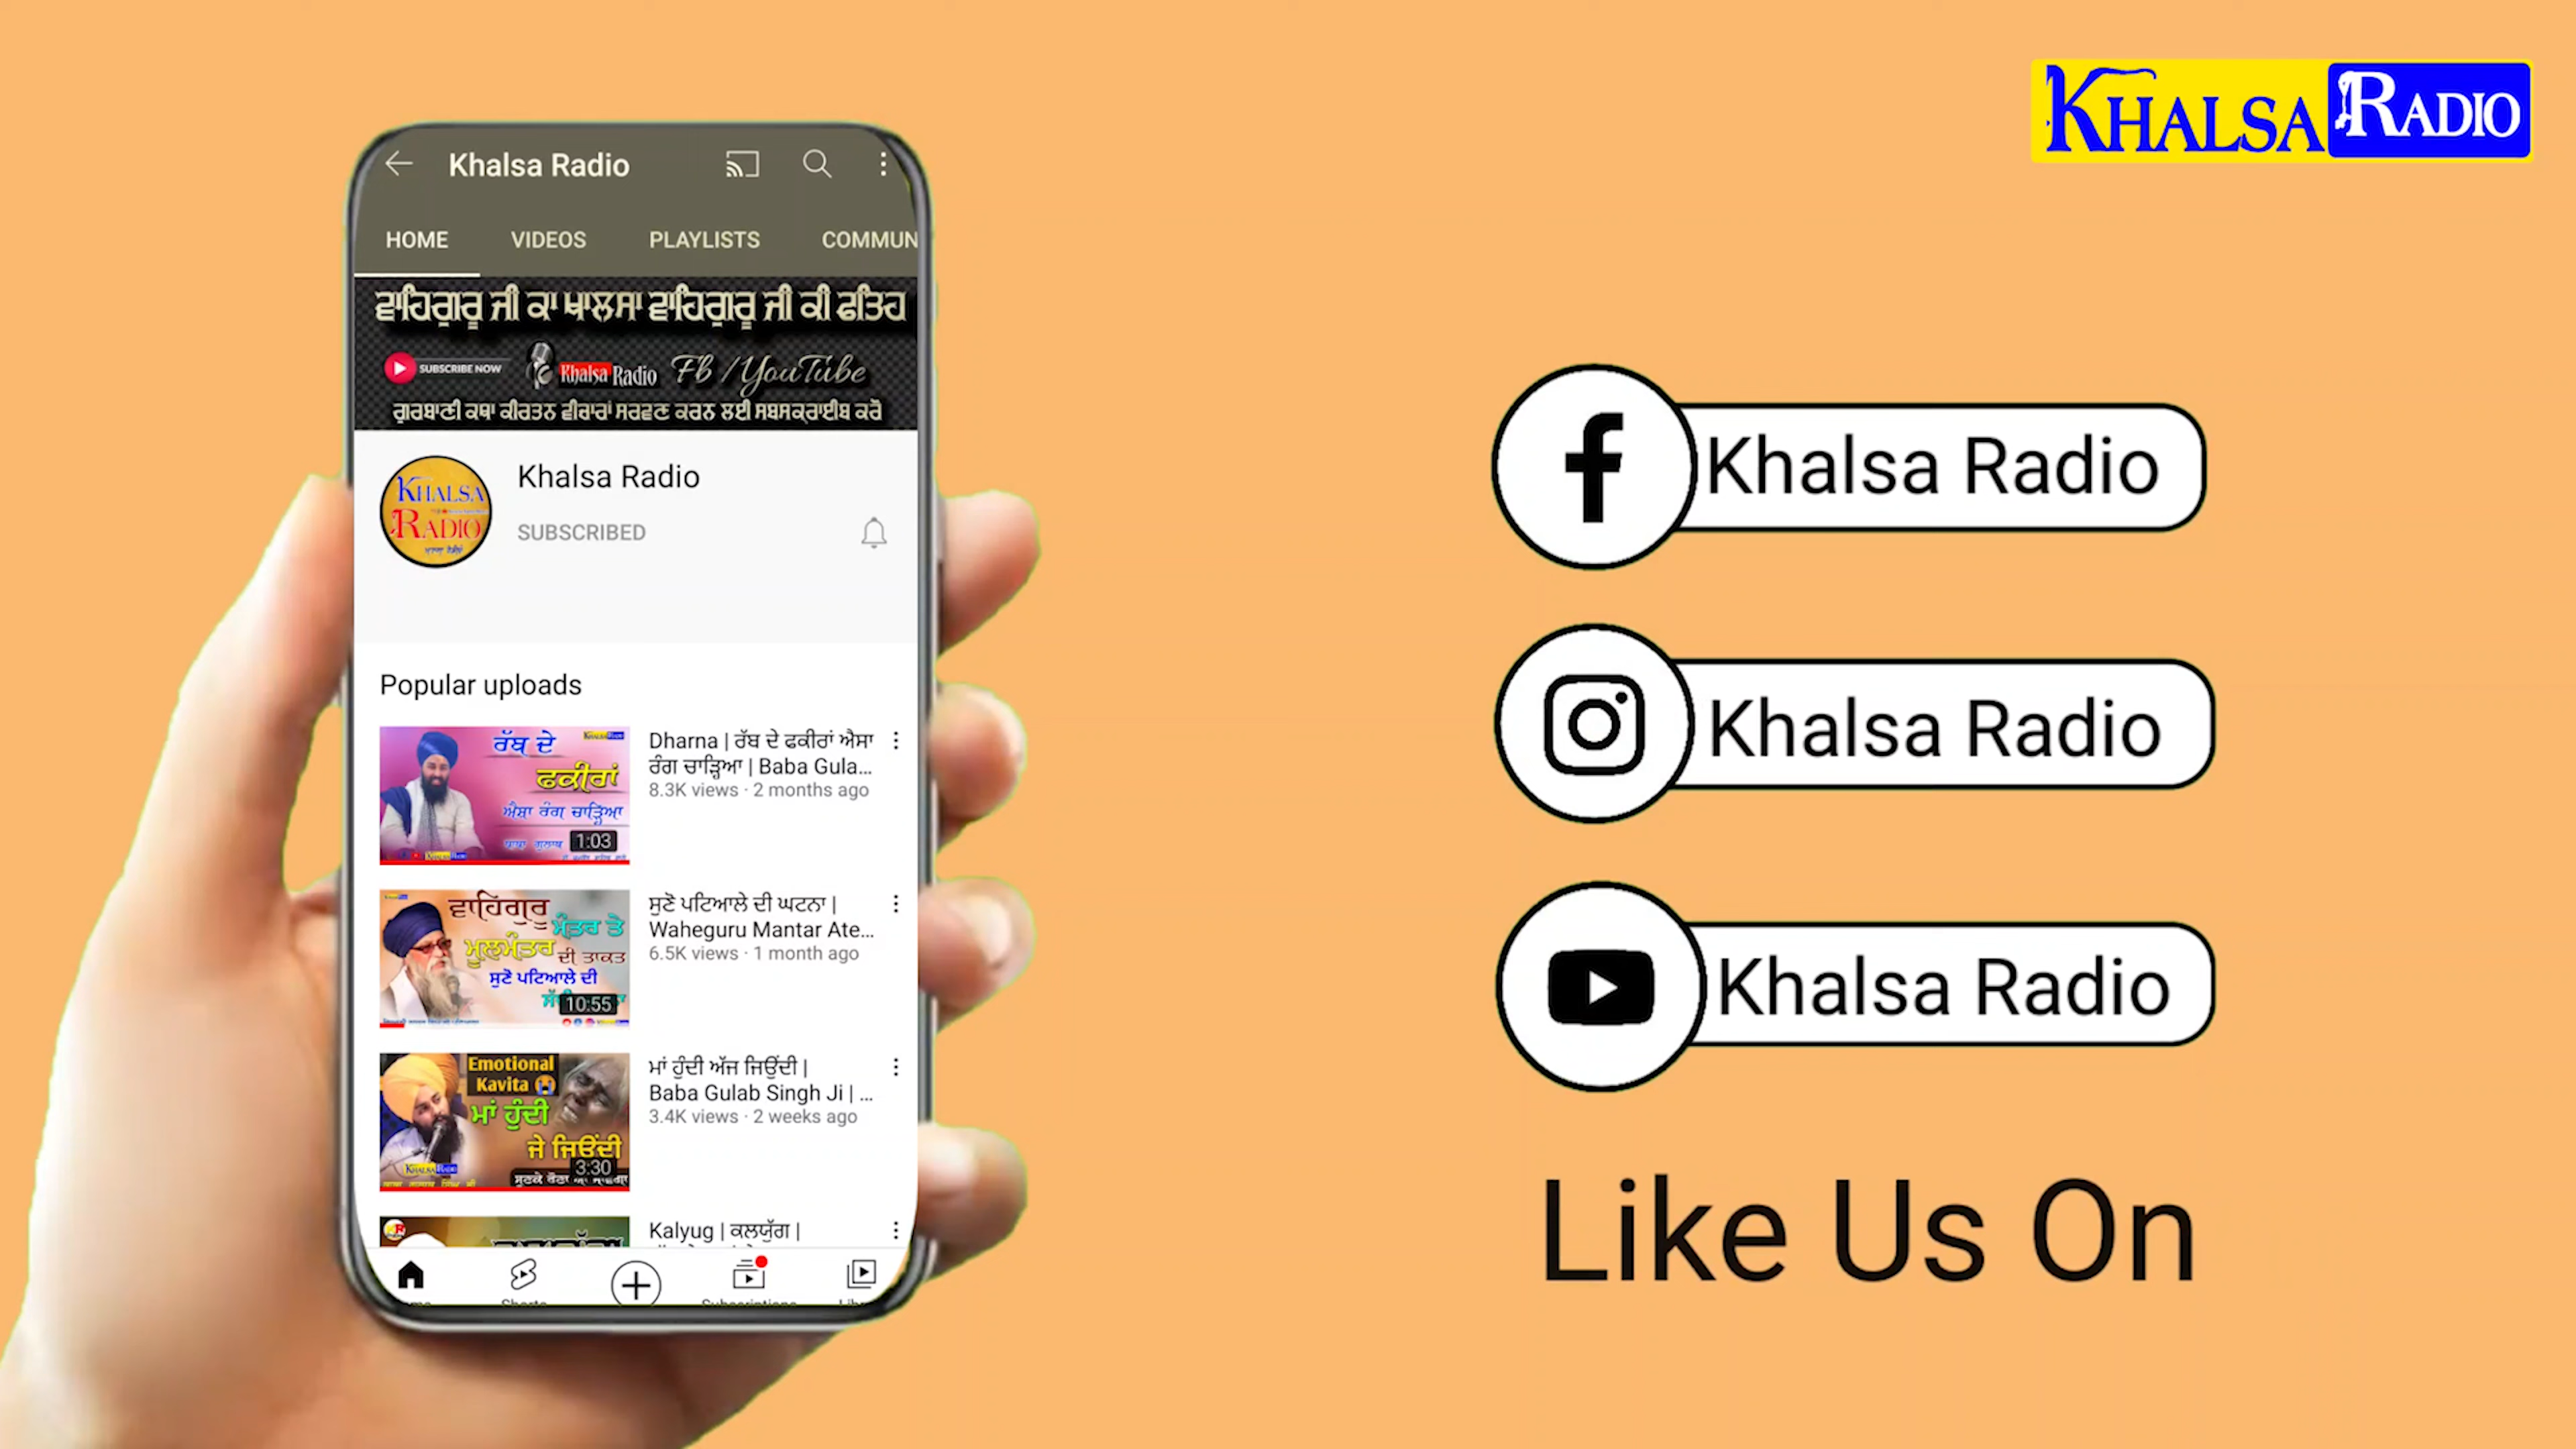 KHALSA RADIO
Khalsa Radio
HOME VIDEOS PLAYLISTS COMMUN
ਵਾਹਿਗੁਰੂ ਜੀ ਕਾ ਖਾਲਸਾ ਵਾਹਿਗੁਰੂ ਜੀ ਕੀ ਫਤਿਹ
SUBSCRIBE NOW Khalsa Radio Fb / YouTube
ਗੁਰਬਾਣੀ ਕਥਾ ਕੀਰਤਨ ਵੀਚਾਰਾਂ ਸਰਵਣ ਕਰਨ ਲਈ ਸਬਸਕ੍ਰਾਈਬ ਕਰੋ
KHALSA
RADIO
Khalsa Radio
SUBSCRIBED
Popular uploads
ਰੱਬ ਦੇ
ਫਕੀਰਾਂ
ਐਸਾ ਰੰਗ ਚਾੜ੍ਹਿਆ
1:03
Dharna | ਰੱਬ ਦੇ ਫਕੀਰਾਂ ਐਸਾ
ਰੰਗ ਚਾੜ੍ਹਿਆ | Baba Gula...
8.3K views · 2 months ago
ਵਾਹਿਗੁਰੂ
ਮੰਤਰ ਤੇ
ਮੂਲਮੰਤਰ ਦੀ ਤਾਕਤ
ਸੁਣੋ ਪਟਿਆਲੇ ਦੀ
10:55
ਸੁਣੋ ਪਟਿਆਲੇ ਦੀ ਘਟਨਾ |
Waheguru Mantar Ate...
6.5K views · 1 month ago
Emotional
Kavita
ਮਾਂ ਹੁੰਦੀ
ਜੇ ਜਿਉਂਦੀ
3:30
KHALSA RADIO
ਮਾਂ ਹੁੰਦੀ ਅੱਜ ਜਿਉਂਦੀ |
Baba Gulab Singh Ji | ...
3.4K views · 2 weeks ago
Kalyug | ਕਲਯੁੱਗ |
Khalsa Radio
Khalsa Radio
Khalsa Radio
Like Us On